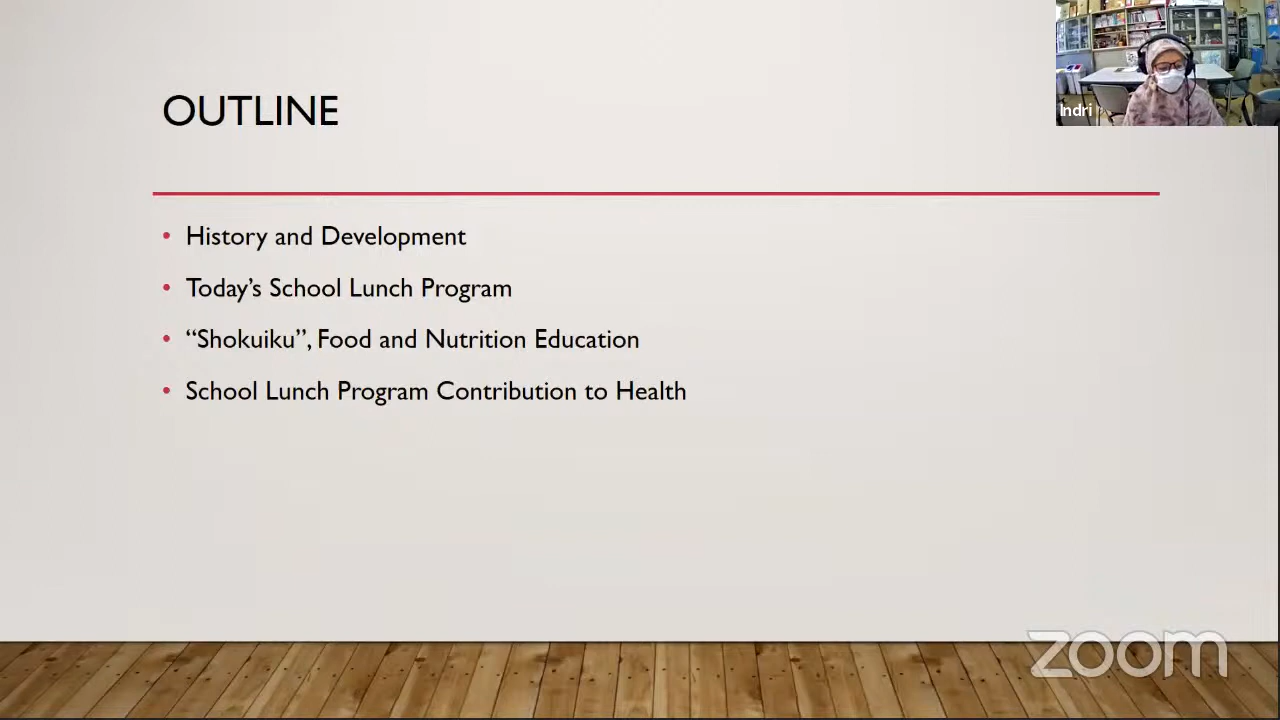 OUTLINE
• History and Development
• Today’s School Lunch Program
• “Shokuiku”, Food and Nutrition Education
• School Lunch Program Contribution to Health
Indri
zoom